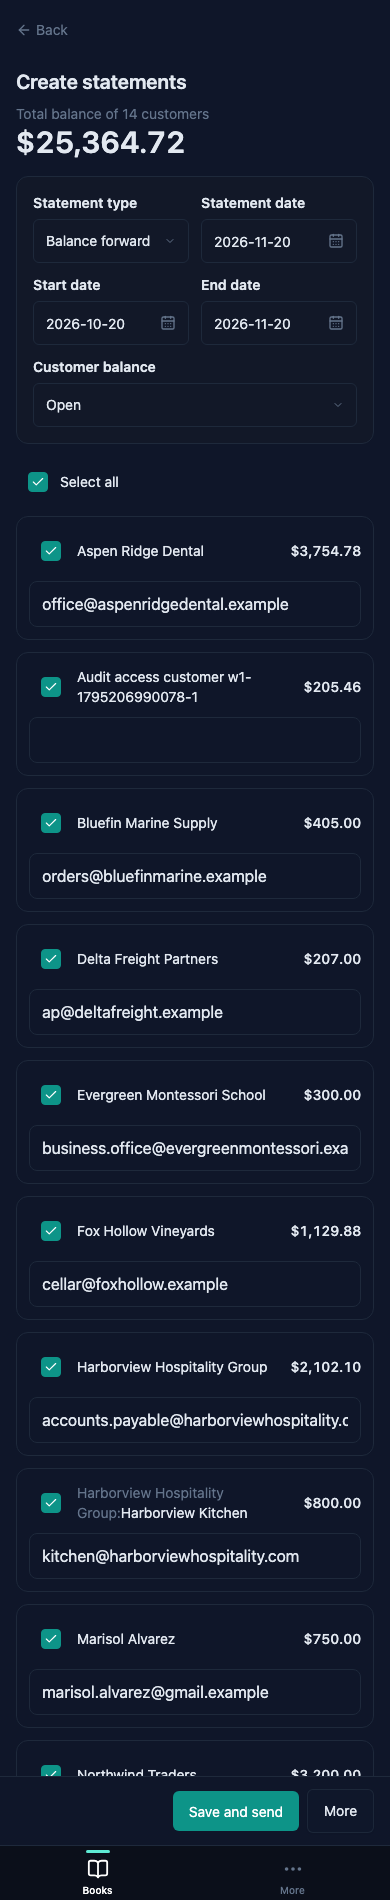 Back
Create statements
Total balance of 14 customers
$25,364.72
Statement type
Statement date
Balance forward
2026-11-20
Start date
End date
2026-10-20
2026-11-20
Customer balance
Open
Select all
Aspen Ridge Dental
$3,754.78
office@aspenridgedental.example
Audit access customer w1-
1795206990078-1
$205.46
Bluefin Marine Supply
$405.00
orders@bluefinmarine.example
Delta Freight Partners
$207.00
ap@deltafreight.example
Evergreen Montessori School
$300.00
business.office@evergreenmontessori.exa
Fox Hollow Vineyards
$1,129.88
cellar@foxhollow.example
Harborview Hospitality Group
$2,102.10
accounts.payable@harborviewhospitality.c
Harborview Hospitality
Group:Harborview Kitchen
$800.00
kitchen@harborviewhospitality.com
Marisol Alvarez
$750.00
marisol.alvarez@gmail.example
Northwind Traders
$3,200.00
Save and send
More
Books
More